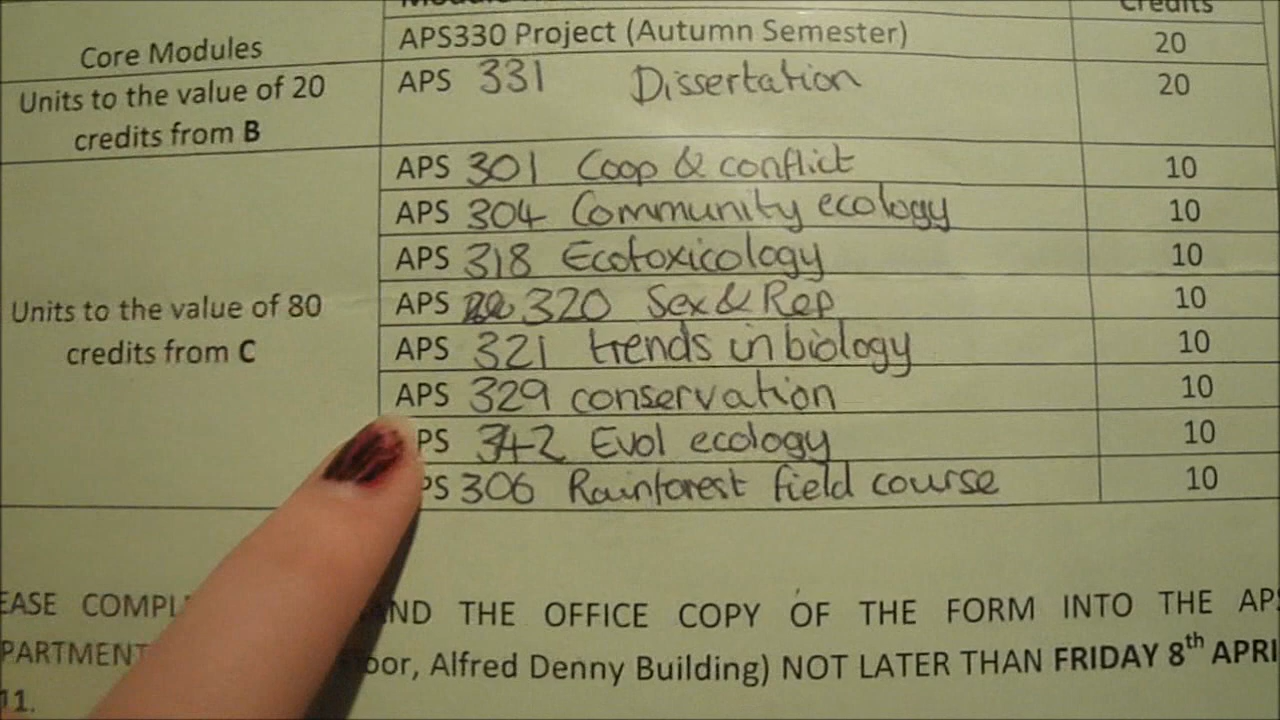 Credits
Core Modules APS330 Project (Autumn Semester) 20
Units to the value of 20 credits from B APS 331 Dissertation 20
APS 301 Coop & conflict 10
APS 304 Community ecology 10
APS 318 Ecotoxicology 10
Units to the value of 80 credits from C APS 320 Sex & Rep 10
APS 321 trends in biology 10
APS 329 conservation 10
PS 342 Evol ecology 10
PS 306 Rainforest field course 10
EASE COMPL AND THE OFFICE COPY OF THE FORM INTO THE APS
PARTMENT oor, Alfred Denny Building) NOT LATER THAN FRIDAY 8th APRI
11.